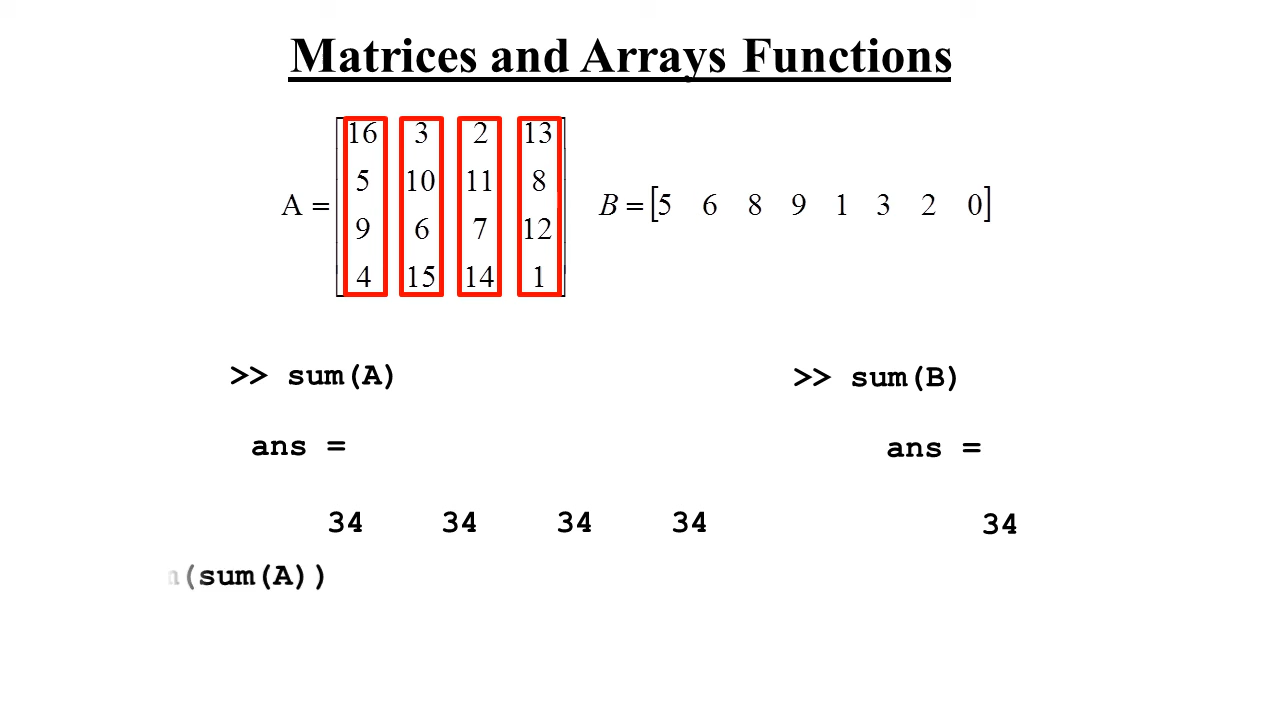 Matrices and Arrays Functions
A =
16 3 2 13
5 10 11 8
9 6 7 12
4 15 14 1
B = [5 6 8 9 1 3 2 0]
>> sum(A)
ans =
34 34 34 34
>> sum(B)
ans =
34
(sum(A))